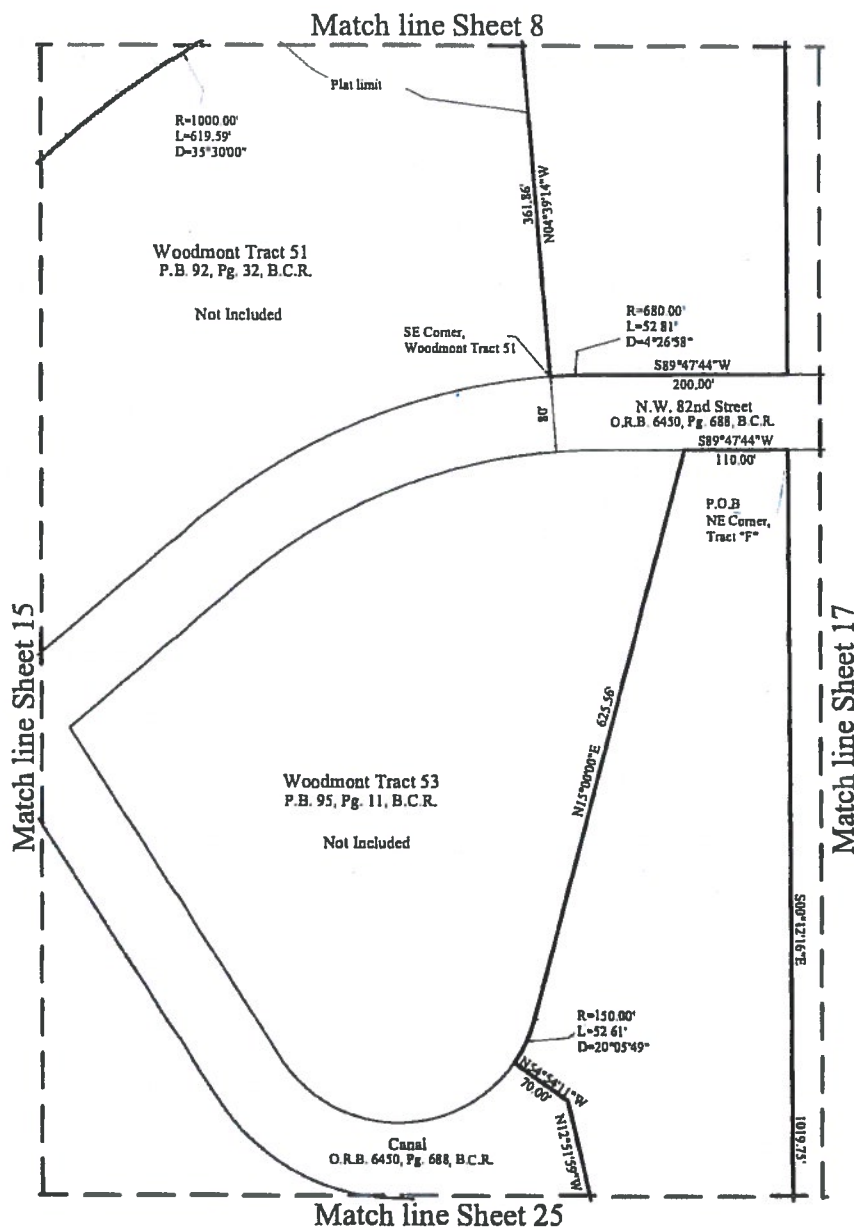 Match line Sheet 8
Plat limit
R=1000.00'
L=619.59'
D=35°30'00"
361.86'
N04°39'14"W
Woodmont Tract 51
P.B. 92, Pg. 32, B.C.R.
Not Included
SE Corner,
Woodmont Tract 51
R=680.00'
L=52.81'
D=4°26'58"
S89°47'44"W
200.00'
80'
N.W. 82nd Street
O.R.B. 6450, Pg. 688, B.C.R.
S89°47'44"W
110.00'
P.O.B
NE Corner,
Tract "F"
Match line Sheet 15
Match line Sheet 17
N15°00'00"E 625.56'
Woodmont Tract 53
P.B. 95, Pg. 11, B.C.R.
Not Included
S00°12'16"E
1019.73'
R=150.00'
L=52.61'
D=20°05'49"
N54°54'11"W
70.00'
N12°51'59"W
Canal
O.R.B. 6450, Pg. 688, B.C.R.
Match line Sheet 25